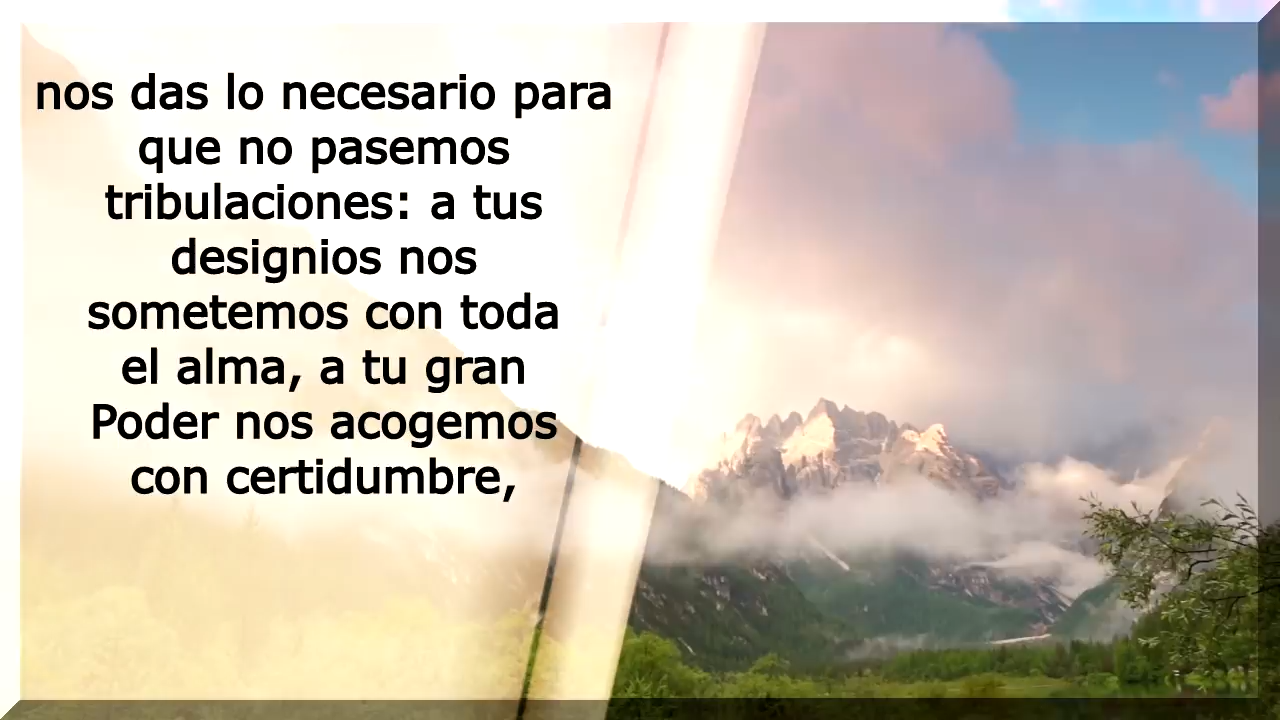 nos das lo necesario para
que no pasemos
tribulaciones: a tus
designios nos
sometemos con toda
el alma, a tu gran
Poder nos acogemos
con certidumbre,